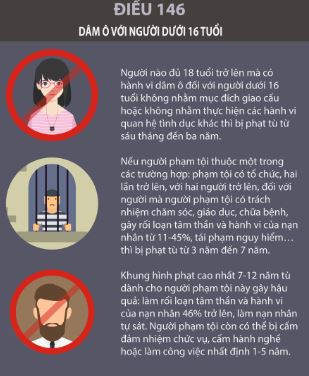 ĐIỀU 146
DÂM Ô VỚI NGƯỜI DƯỚI 16 TUỔI
Người nào đủ 18 tuổi trở lên mà có
hành vi dâm ô đối với người dưới 16
tuổi không nhằm mục đích giao cấu
hoặc không nhằm thực hiện các hành vi
quan hệ tình dục khác thì bị phạt tù từ
sáu tháng đến ba năm.
Nếu người phạm tội thuộc một trong
các trường hợp: phạm tội có tổ chức, hai
lần trở lên, với hai người trở lên, đối với
người mà người phạm tội có trách
nhiệm chăm sóc, giáo dục, chữa bệnh,
gây rối loạn tâm thần và hành vi của nạn
nhân từ 11-45%, tái phạm nguy hiểm...
thì bị phạt tù từ 3 năm đến 7 năm.
Khung hình phạt cao nhất 7-12 năm tù
dành cho người phạm tội này gây hậu
quả: làm rối loạn tâm thần và hành vi
của nạn nhân 46% trở lên, làm nạn nhân
tự sát. Người phạm tội còn có thể bị cấm
đảm nhiệm chức vụ, cấm hành nghề
hoặc làm công việc nhất định 1-5 năm.